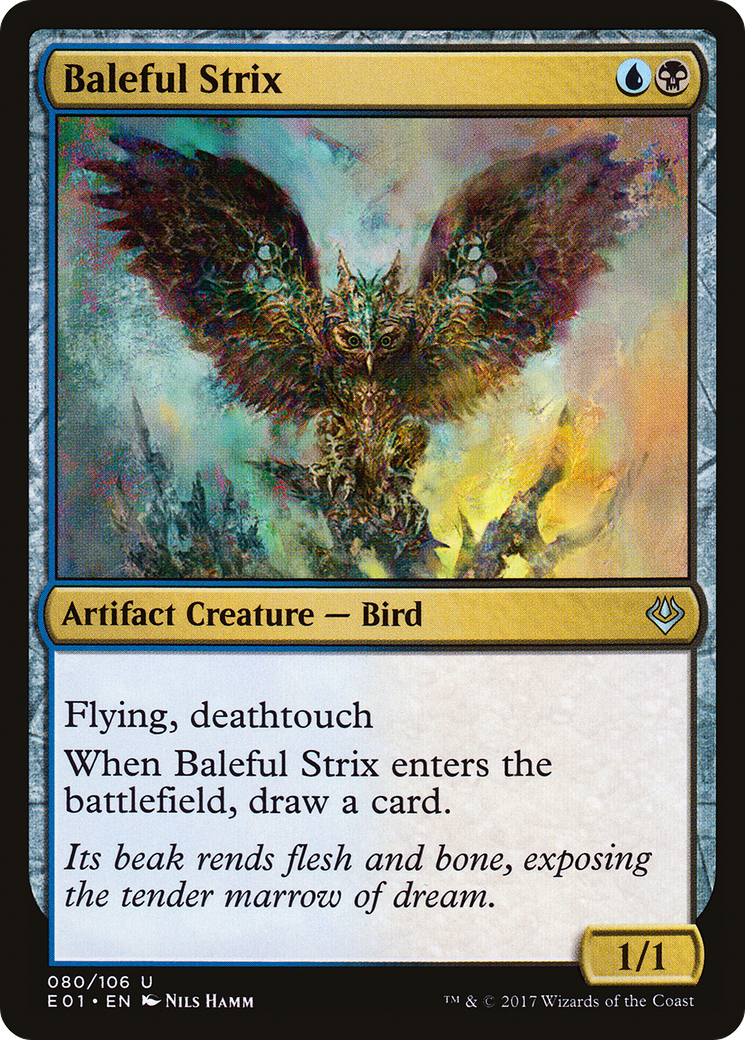 Baleful Strix
Artifact Creature — Bird
Flying, deathtouch
When Baleful Strix enters the
battlefield, draw a card.
Its beak rends flesh and bone, exposing
the tender marrow of dream.
1/1
080/106 U
E01 • EN Nils Hamm
™ & © 2017 Wizards of the Coast